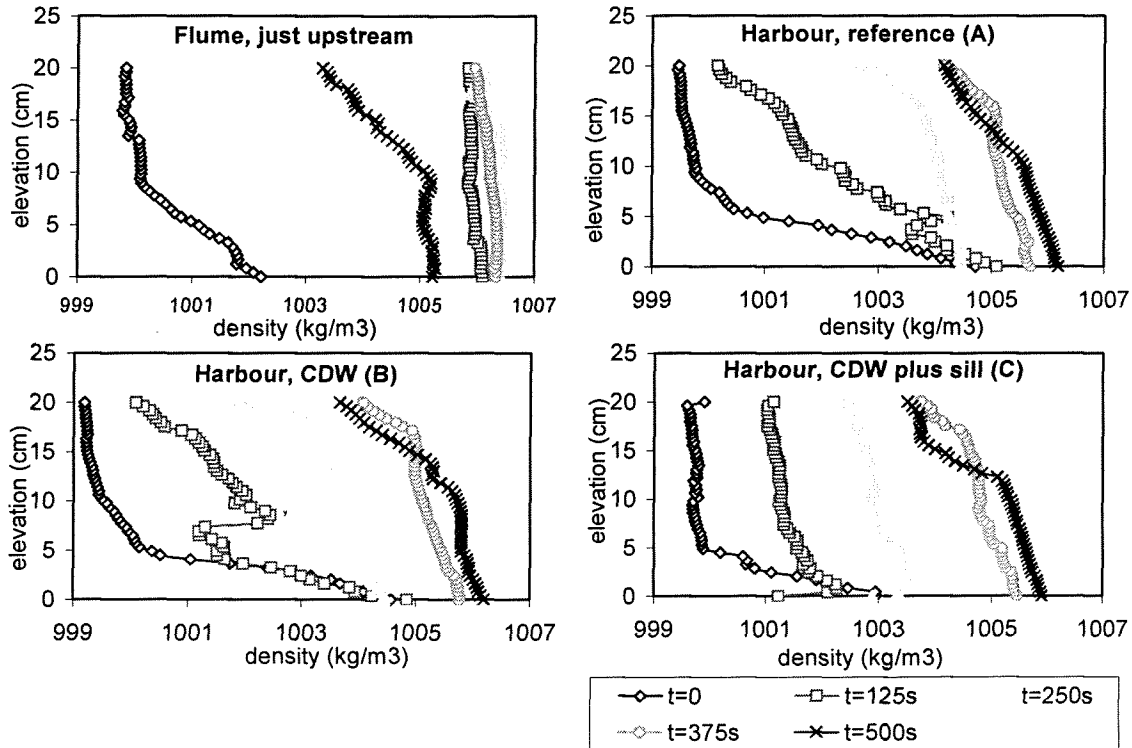 Flume, just upstream
25
20
15
10
5
0
elevation (cm)
999 1001 1003 1005 1007
density (kg/m3)
Harbour, reference (A)
25
20
15
10
5
0
elevation (cm)
999 1001 1003 1005 1007
density (kg/m3)
Harbour, CDW (B)
25
20
15
10
5
0
elevation (cm)
999 1001 1003 1005 1007
density (kg/m3)
Harbour, CDW plus sill (C)
25
20
15
10
5
0
elevation (cm)
999 1001 1003 1005 1007
density (kg/m3)
t=0 t=125s t=250s
t=375s t=500s